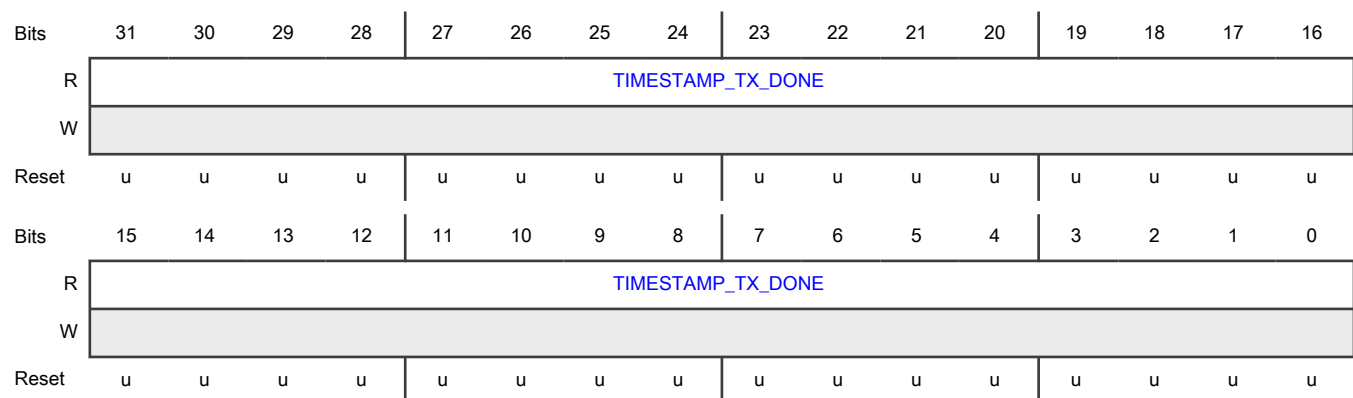 Bits 31 30 29 28 27 26 25 24 23 22 21 20 19 18 17 16
R TIMESTAMP_TX_DONE
W
Reset u u u u u u u u u u u u u u u u
Bits 15 14 13 12 11 10 9 8 7 6 5 4 3 2 1 0
R TIMESTAMP_TX_DONE
W
Reset u u u u u u u u u u u u u u u u